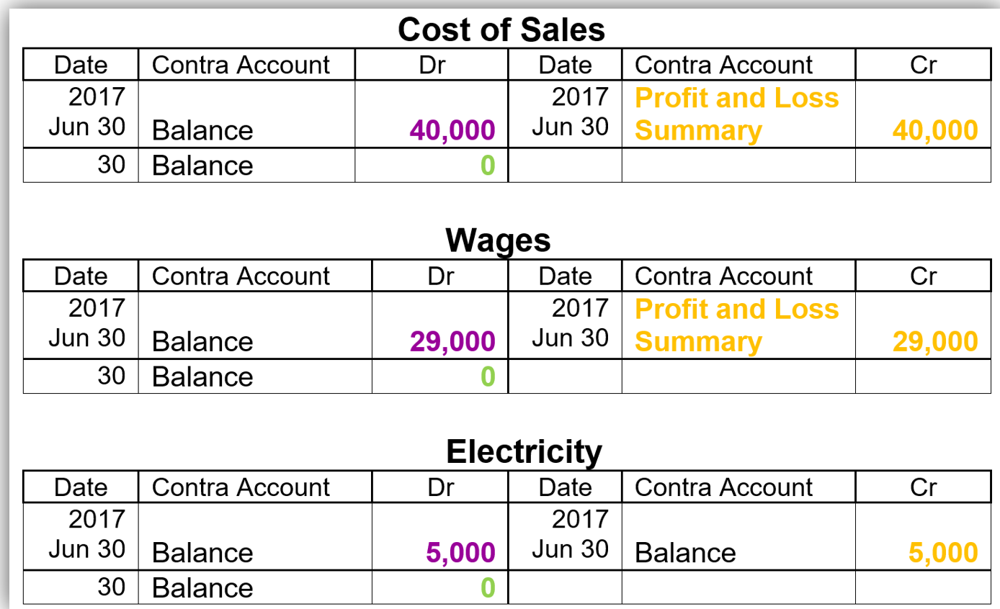 Cost of Sales
Date Contra Account Dr Date Contra Account Cr
2017 2017 Profit and Loss
Jun 30 Balance 40,000 Jun 30 Summary 40,000
30 Balance 0
Wages
Date Contra Account Dr Date Contra Account Cr
2017 2017 Profit and Loss
Jun 30 Balance 29,000 Jun 30 Summary 29,000
30 Balance 0
Electricity
Date Contra Account Dr Date Contra Account Cr
2017 2017
Jun 30 Balance 5,000 Jun 30 Balance 5,000
30 Balance 0